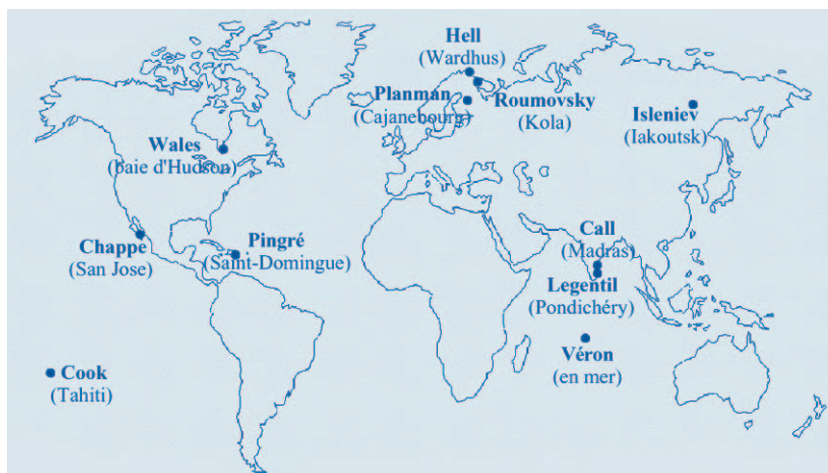 Hell
(Wardhus)
Planman
(Cajanebourg)
Roumovsky
(Kola)
Isleniev
(Iakoutsk)
Wales
(baie d'Hudson)
Chappe
(San Jose)
Pingré
(Saint-Domingue)
Call
(Madras)
Legentil
(Pondichéry)
Véron
(en mer)
Cook
(Tahiti)